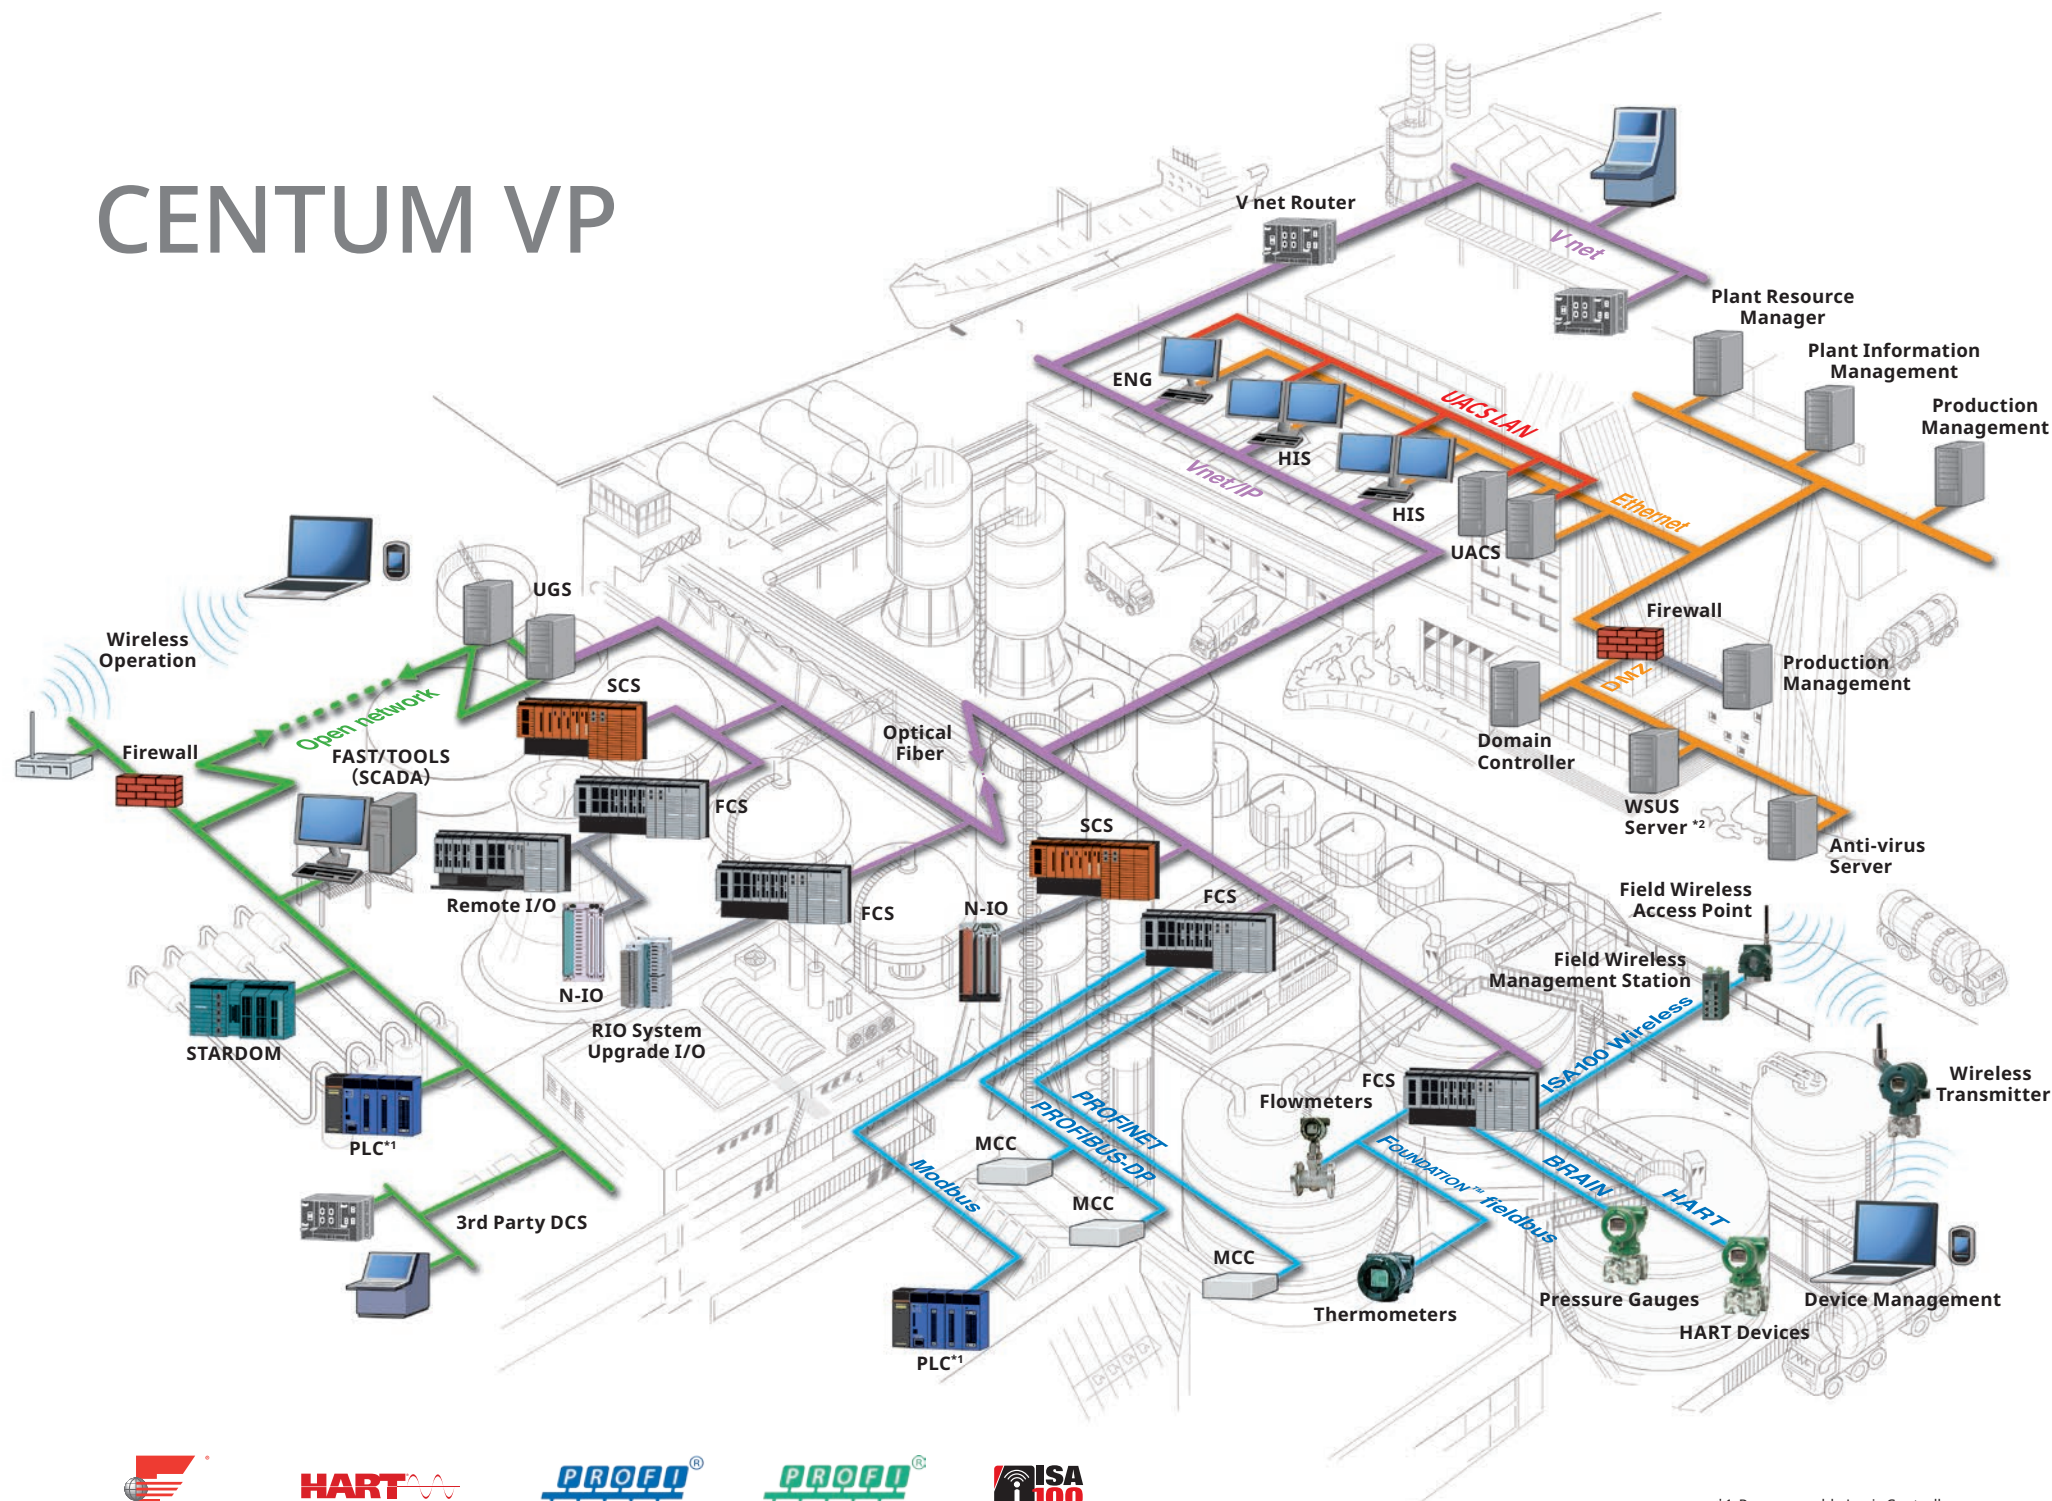 CENTUM VP
V net Router
V net
Plant Resource
Manager
Plant Information
Management
Production
Management
ENG
UACS LAN
HIS
Vnet/IP
HIS
Ethernet
UACS
UGS
Wireless
Operation
Firewall
Production
Management
DMZ
SCS
Open network
Optical
Fiber
Domain
Controller
Firewall
FAST/TOOLS
(SCADA)
FCS
WSUS
Server *2
SCS
Anti-virus
Server
Remote I/O
FCS
N-IO
FCS
Field Wireless
Access Point
Field Wireless
Management Station
N-IO
RIO System
Upgrade I/O
ISA100 Wireless
STARDOM
FCS
Flowmeters
Wireless
Transmitter
PROFINET
PROFIBUS-DP
PLC*1
MCC
Modbus
FOUNDATION™ fieldbus
BRAIN
HART
MCC
3rd Party DCS
MCC
Thermometers
Pressure Gauges
HART Devices
Device Management
PLC*1
HART
PROFI®
PROFI®
ISA
100